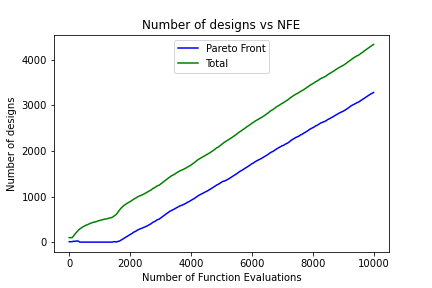 Number of designs vs NFE
Pareto Front
Total
Number of designs
4000
3000
2000
1000
0
0 2000 4000 6000 8000 10000
Number of Function Evaluations